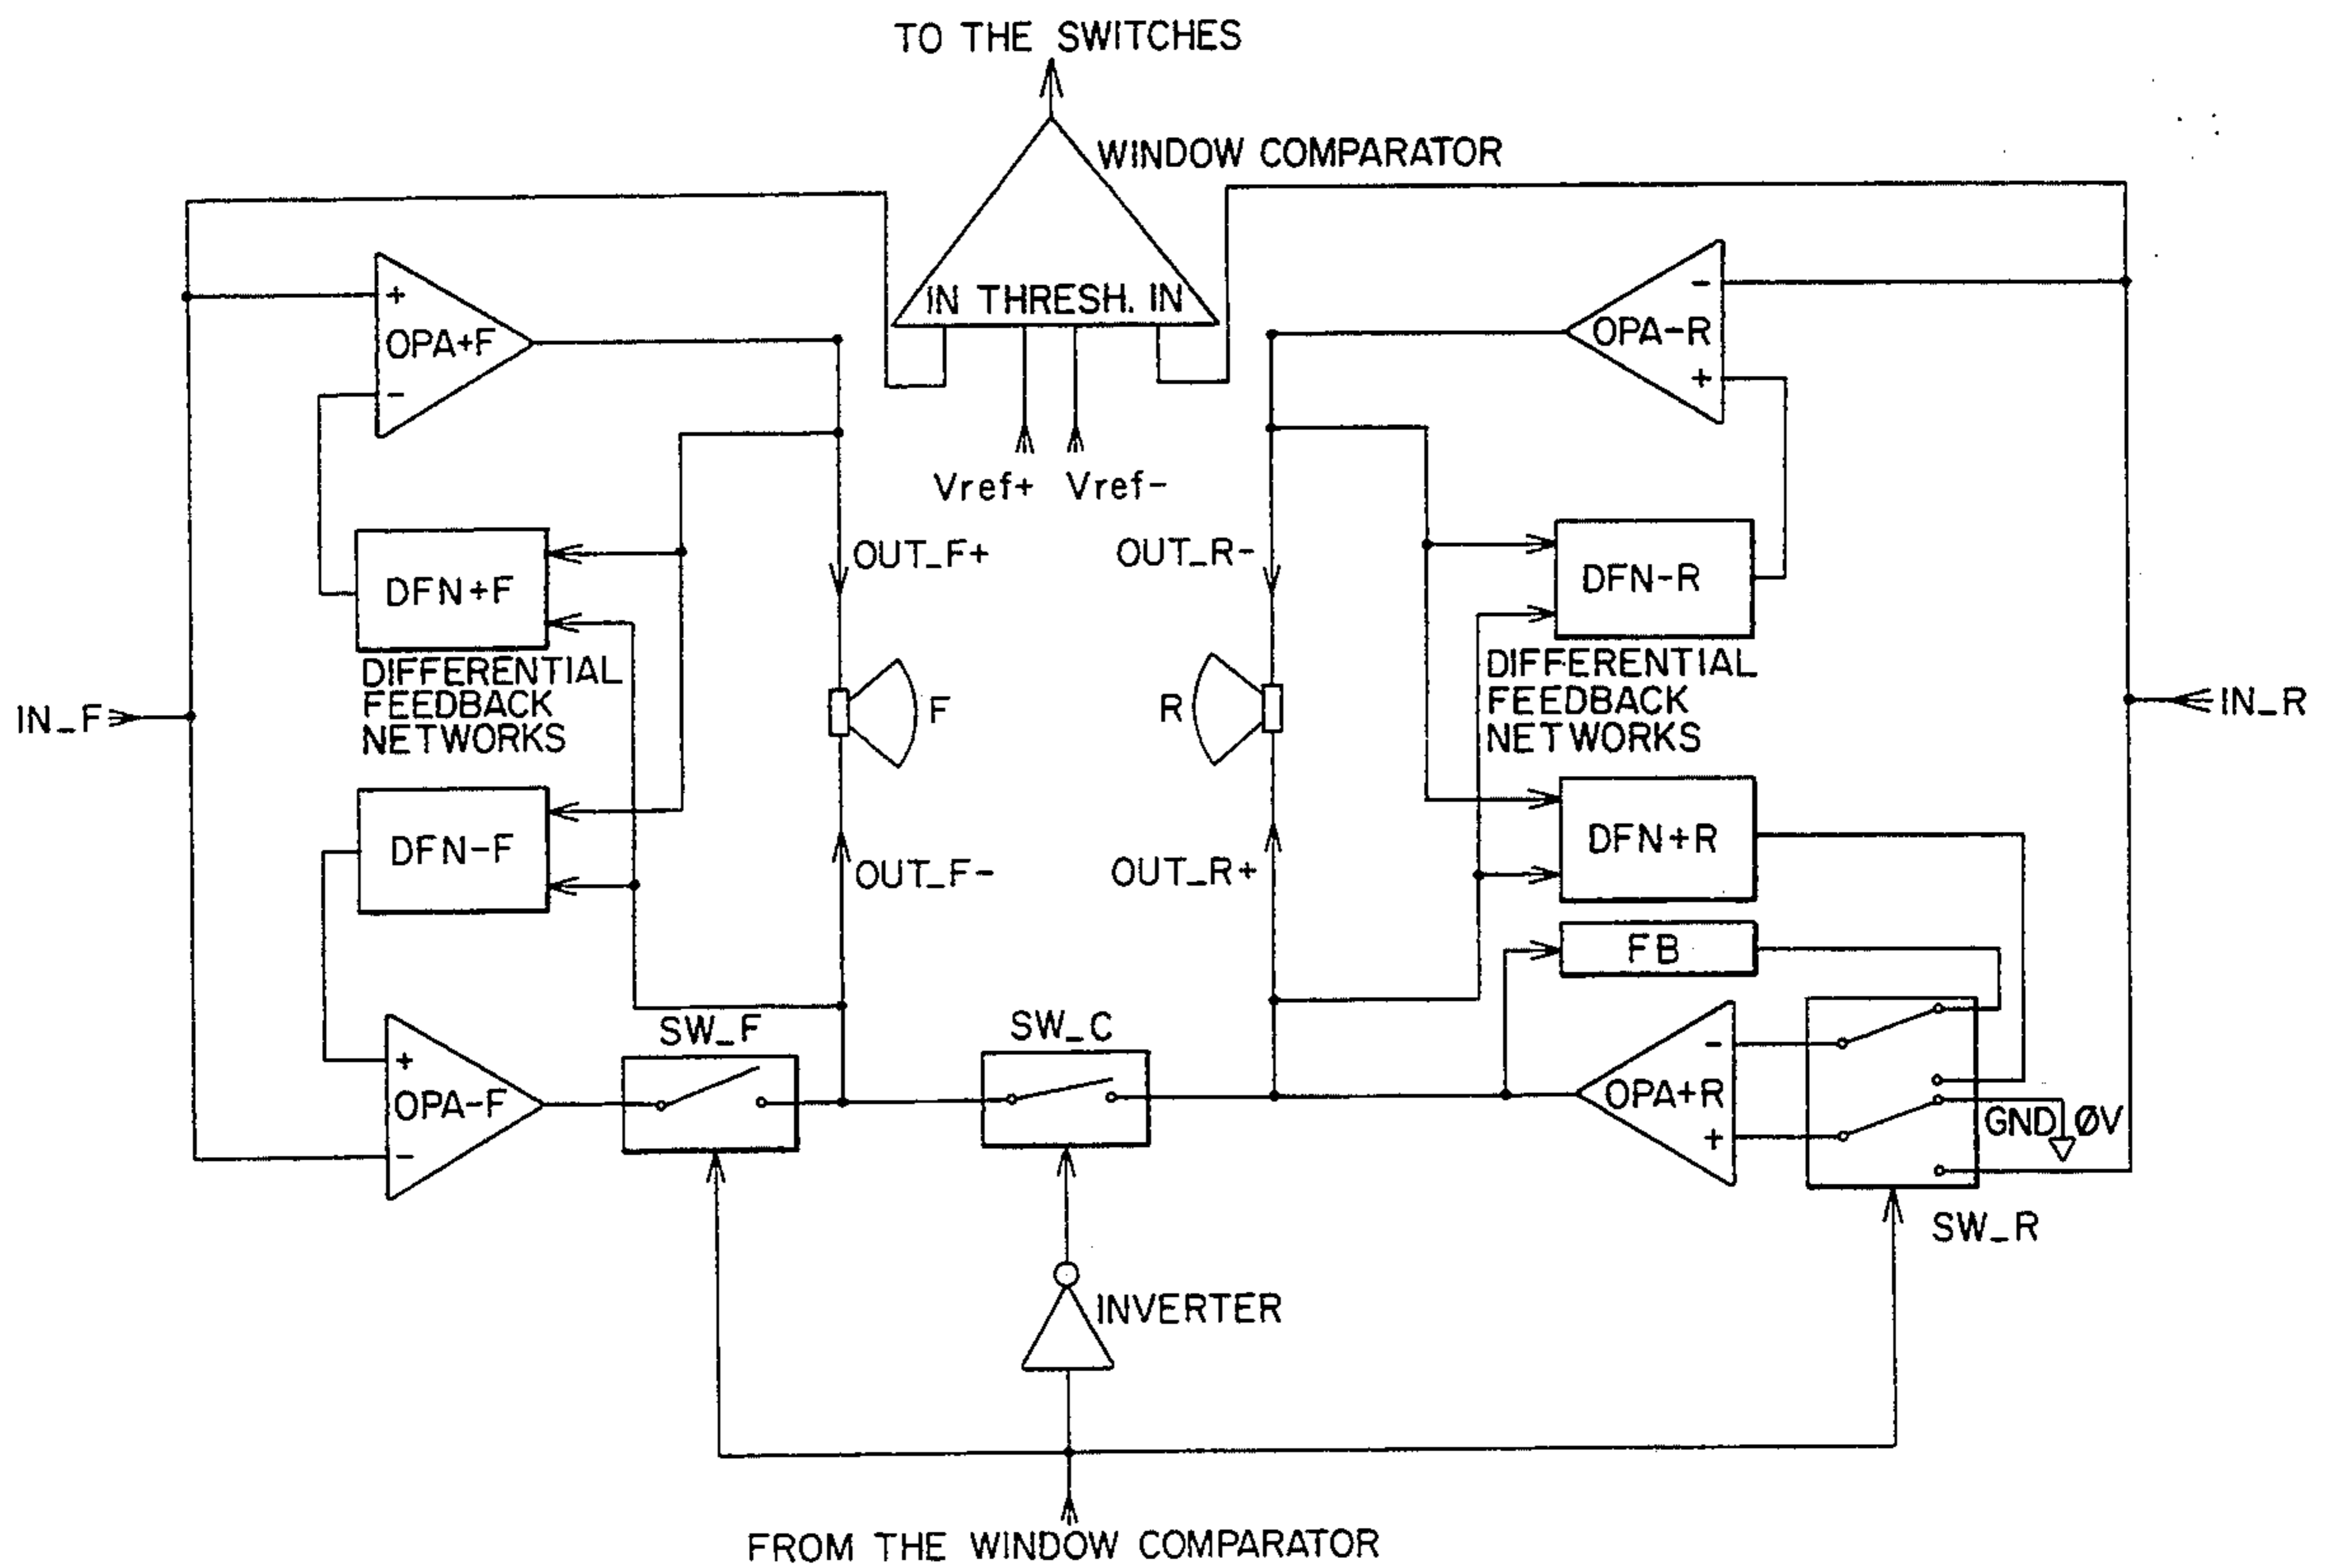 TO THE SWITCHES
WINDOW COMPARATOR
IN THRESH. IN
+
OPA+F
-
-
OPA-R
+
Vref+ Vref-
OUT_F+
OUT_R-
DFN+F
DFN-R
DIFFERENTIAL
FEEDBACK
NETWORKS
DIFFERENTIAL
FEEDBACK
NETWORKS
IN_F
F
R
IN_R
DFN-F
DFN+R
OUT_F-
OUT_R+
FB
SW_F
SW_C
+
OPA-F
-
-
OPA+R
+
GND ØV
SW_R
INVERTER
FROM THE WINDOW COMPARATOR